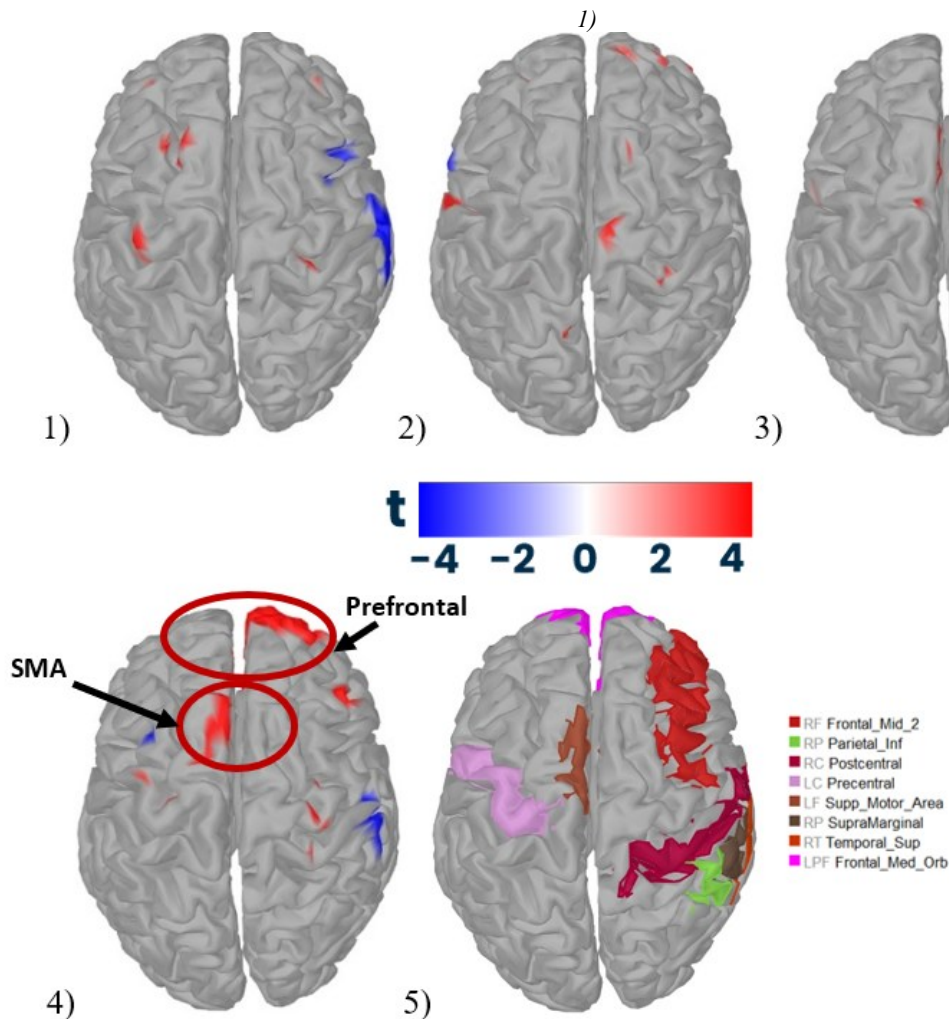 1)
1)
2)
3)
t
-4 -2 0 2 4
Prefrontal
SMA
RF Frontal_Mid_2
RP Parietal_Inf
RC Postcentral
LC Precentral
LF Supp_Motor_Area
RP SupraMarginal
RT Temporal_Sup
LPF Frontal_Med_Orb
4)
5)